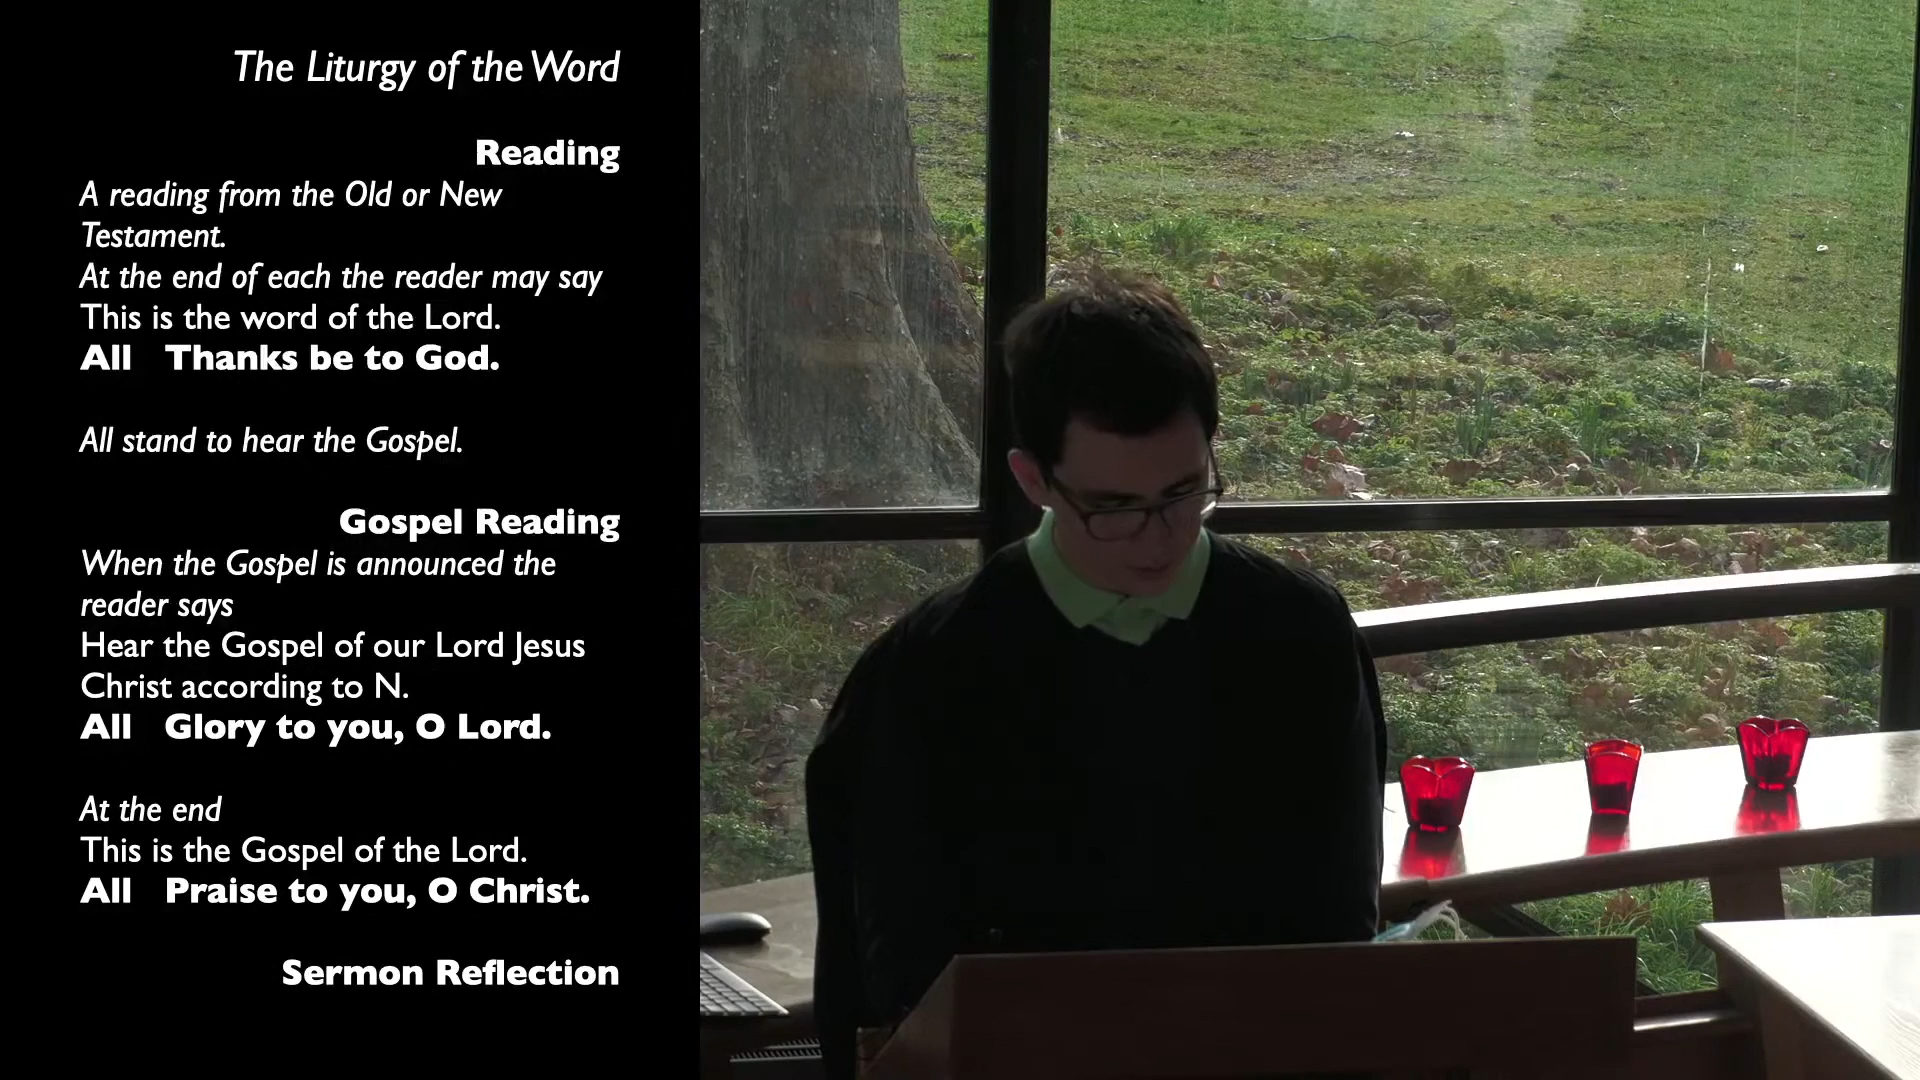 The Liturgy of the Word
Reading
A reading from the Old or New
Testament.
At the end of each the reader may say
This is the word of the Lord.
All Thanks be to God.
All stand to hear the Gospel.
Gospel Reading
When the Gospel is announced the
reader says
Hear the Gospel of our Lord Jesus
Christ according to N.
All Glory to you, O Lord.
At the end
This is the Gospel of the Lord.
All Praise to you, O Christ.
Sermon Reflection